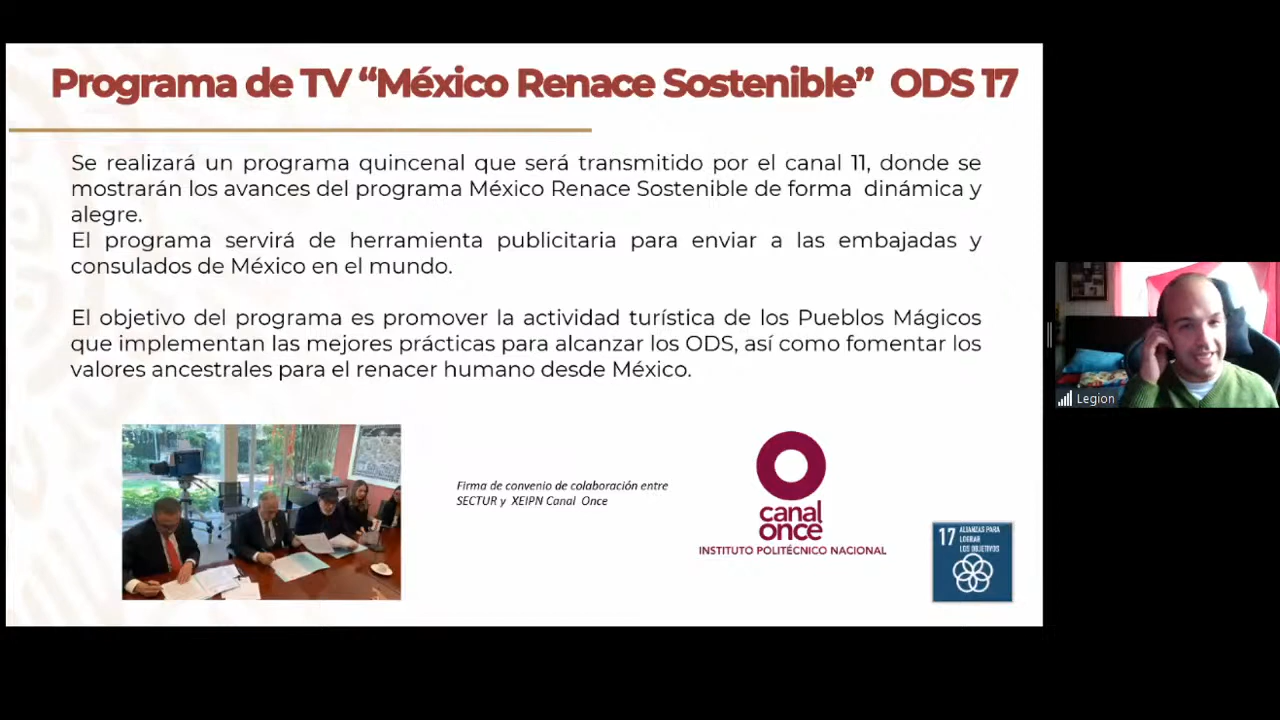 Programa de TV “México Renace Sostenible” ODS 17
Se realizará un programa quincenal que será transmitido por el canal 11, donde se
mostrarán los avances del programa México Renace Sostenible de forma dinámica y
alegre.
El programa servirá de herramienta publicitaria para enviar a las embajadas y
consulados de México en el mundo.
El objetivo del programa es promover la actividad turística de los Pueblos Mágicos
que implementan las mejores prácticas para alcanzar los ODS, así como fomentar los
valores ancestrales para el renacer humano desde México.
Firma de convenio de colaboración entre
SECTUR y XEIPN Canal Once
canal
once
INSTITUTO POLITÉCNICO NACIONAL
17 ALIANZAS PARA
LOGRAR
LOS OBJETIVOS
Legion